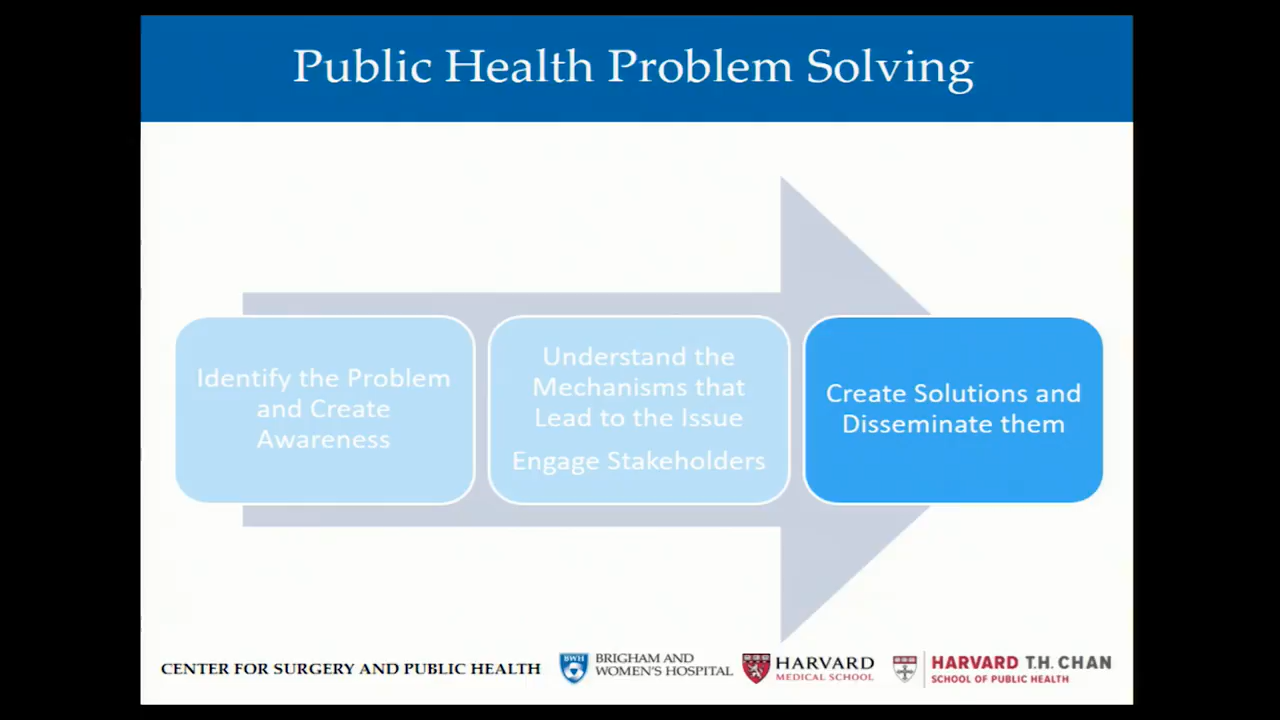 Public Health Problem Solving
Identify the Problem
and Create
Awareness
Understand the
Mechanisms that
Lead to the Issue
Engage Stakeholders
Create Solutions and
Disseminate them
CENTER FOR SURGERY AND PUBLIC HEALTH
BWH
BRIGHAM AND
WOMEN'S HOSPITAL
HARVARD
MEDICAL SCHOOL
HARVARD T.H. CHAN
SCHOOL OF PUBLIC HEALTH